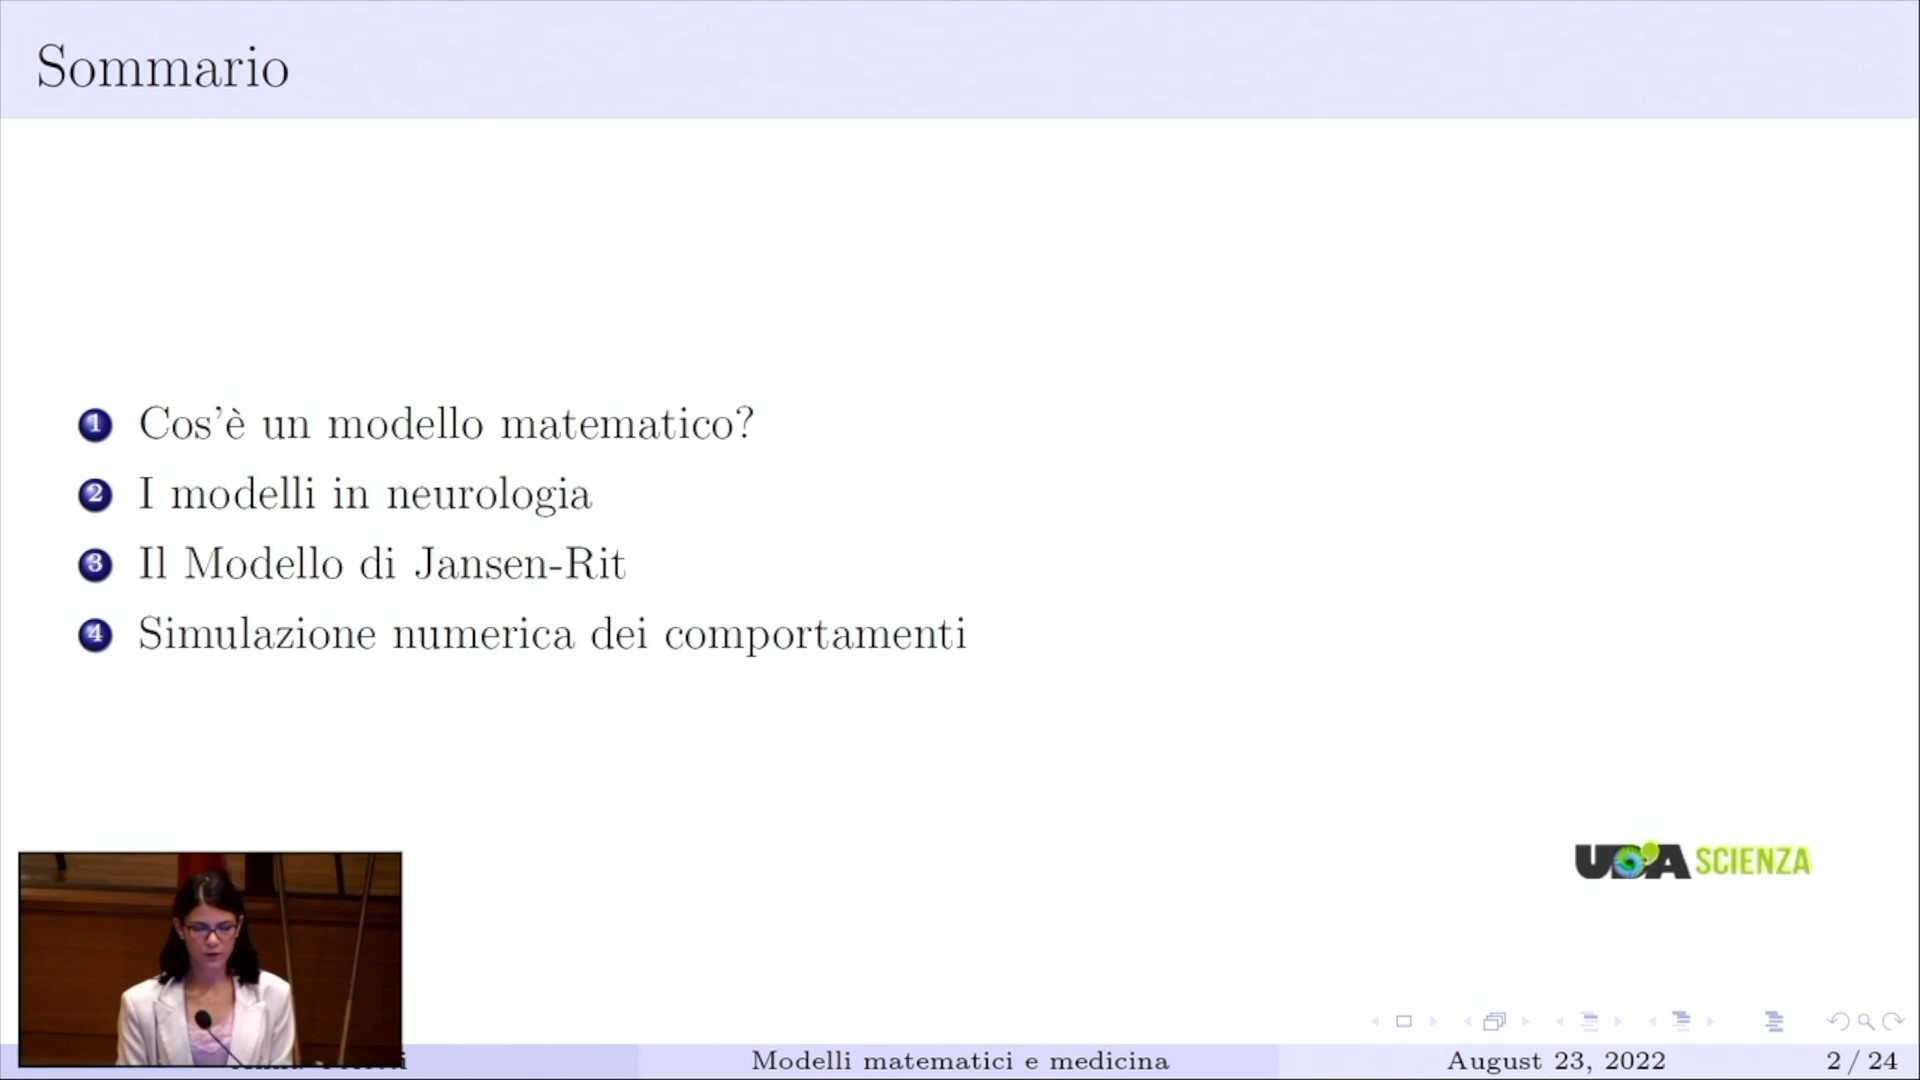 Sommario
1 Cos'è un modello matematico?
2 I modelli in neurologia
3 Il Modello di Jansen-Rit
4 Simulazione numerica dei comportamenti
UDA SCIENZA
Modelli matematici e medicina
August 23, 2022
2 / 24